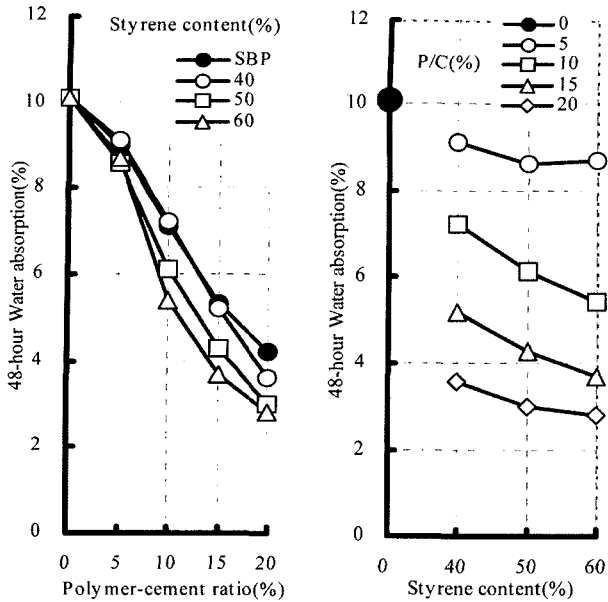 Styrene content(%)
SBP
40
50
60
12
10
8
6
4
2
0
48-hour Water absorption(%)
0 5 10 15 20
Polymer-cement ratio(%)
P/C(%)
0
5
10
15
20
12
10
8
6
4
2
0
48-hour Water absorption(%)
0 40 50 60
Styrene content(%)